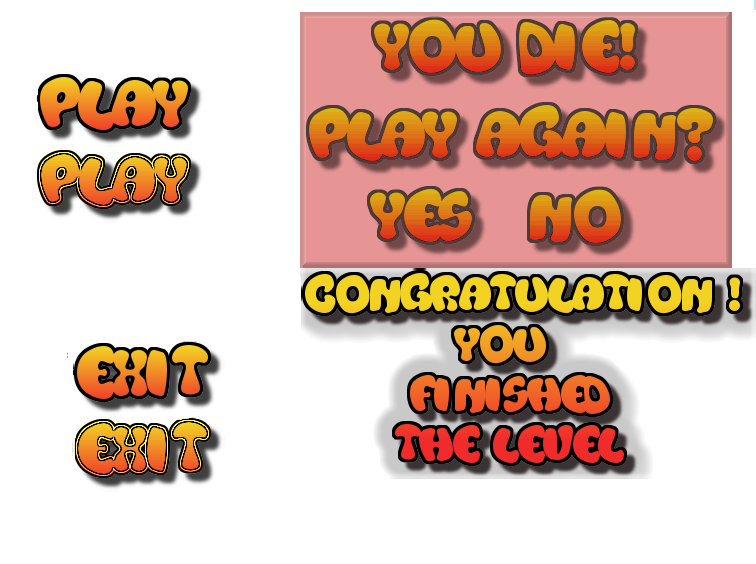 PLAY
PLAY
EXIT
EXIT
YOU DIE!
PLAY AGAIN?
YES NO
CONGRATULATION !
YOU
FINISHED
THE LEVEL